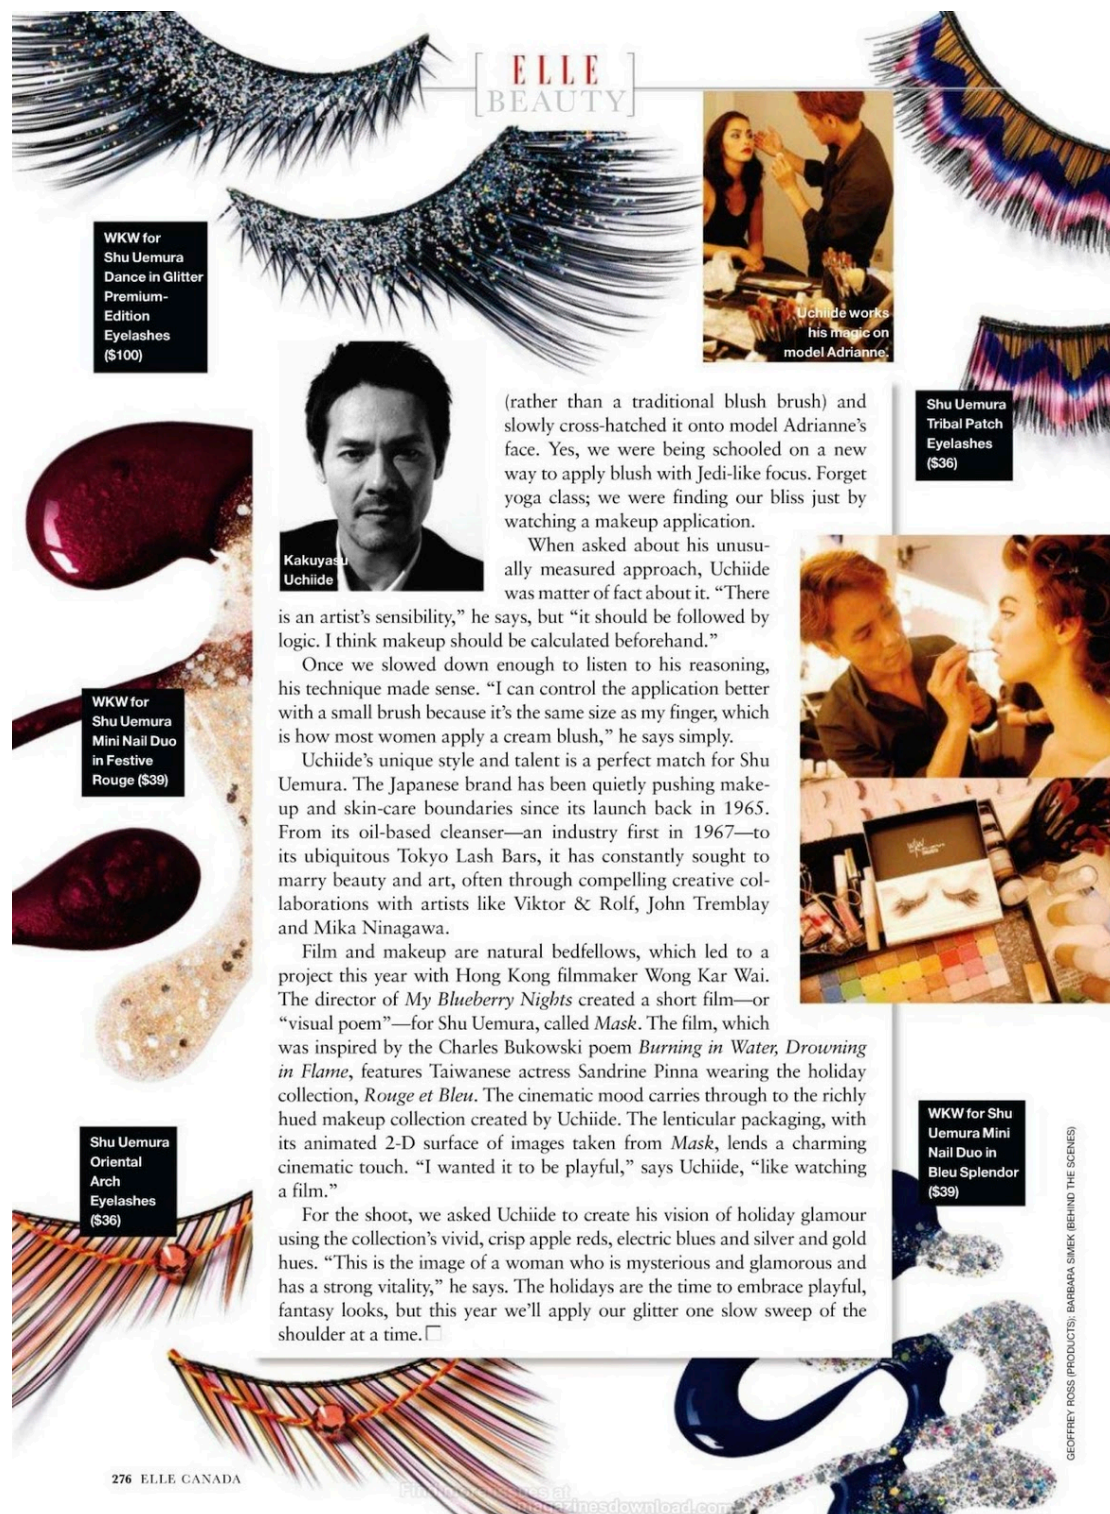 ELLE
BEAUTY
WKW for
Shu Uemura
Dance in Glitter
Premium-
Edition
Eyelashes
($100)
Uchiide works
his magic on
model Adrianne.
Shu Uemura
Tribal Patch
Eyelashes
($36)
Kakuyasu
Uchiide
(rather than a traditional blush brush) and
slowly cross-hatched it onto model Adrianne's
face. Yes, we were being schooled on a new
way to apply blush with Jedi-like focus. Forget
yoga class; we were finding our bliss just by
watching a makeup application.
When asked about his unusu-
ally measured approach, Uchiide
was matter of fact about it. “There
is an artist's sensibility,” he says, but “it should be followed by
logic. I think makeup should be calculated beforehand.”
Once we slowed down enough to listen to his reasoning,
his technique made sense. “I can control the application better
with a small brush because it's the same size as my finger, which
is how most women apply a cream blush,” he says simply.
Uchiide's unique style and talent is a perfect match for Shu
Uemura. The Japanese brand has been quietly pushing make-
up and skin-care boundaries since its launch back in 1965.
From its oil-based cleanser—an industry first in 1967—to
its ubiquitous Tokyo Lash Bars, it has constantly sought to
marry beauty and art, often through compelling creative col-
laborations with artists like Viktor & Rolf, John Tremblay
and Mika Ninagawa.
Film and makeup are natural bedfellows, which led to a
project this year with Hong Kong filmmaker Wong Kar Wai.
The director of My Blueberry Nights created a short film—or
“visual poem”—for Shu Uemura, called Mask. The film, which
was inspired by the Charles Bukowski poem Burning in Water, Drowning
in Flame, features Taiwanese actress Sandrine Pinna wearing the holiday
collection, Rouge et Bleu. The cinematic mood carries through to the richly
hued makeup collection created by Uchiide. The lenticular packaging, with
its animated 2-D surface of images taken from Mask, lends a charming
cinematic touch. “I wanted it to be playful,” says Uchiide, “like watching
a film.”
For the shoot, we asked Uchiide to create his vision of holiday glamour
using the collection's vivid, crisp apple reds, electric blues and silver and gold
hues. “This is the image of a woman who is mysterious and glamorous and
has a strong vitality,” he says. The holidays are the time to embrace playful,
fantasy looks, but this year we'll apply our glitter one slow sweep of the
shoulder at a time.
WKW for
Shu Uemura
Mini Nail Duo
in Festive
Rouge ($39)
WKW
Shu Uemura
Oriental
Arch
Eyelashes
($36)
WKW for Shu
Uemura Mini
Nail Duo in
Bleu Splendor
($39)
GEOFFREY ROSS (PRODUCTS); BARBARA SIMEK (BEHIND THE SCENES)
276 ELLE CANADA
magazinesdownload.com